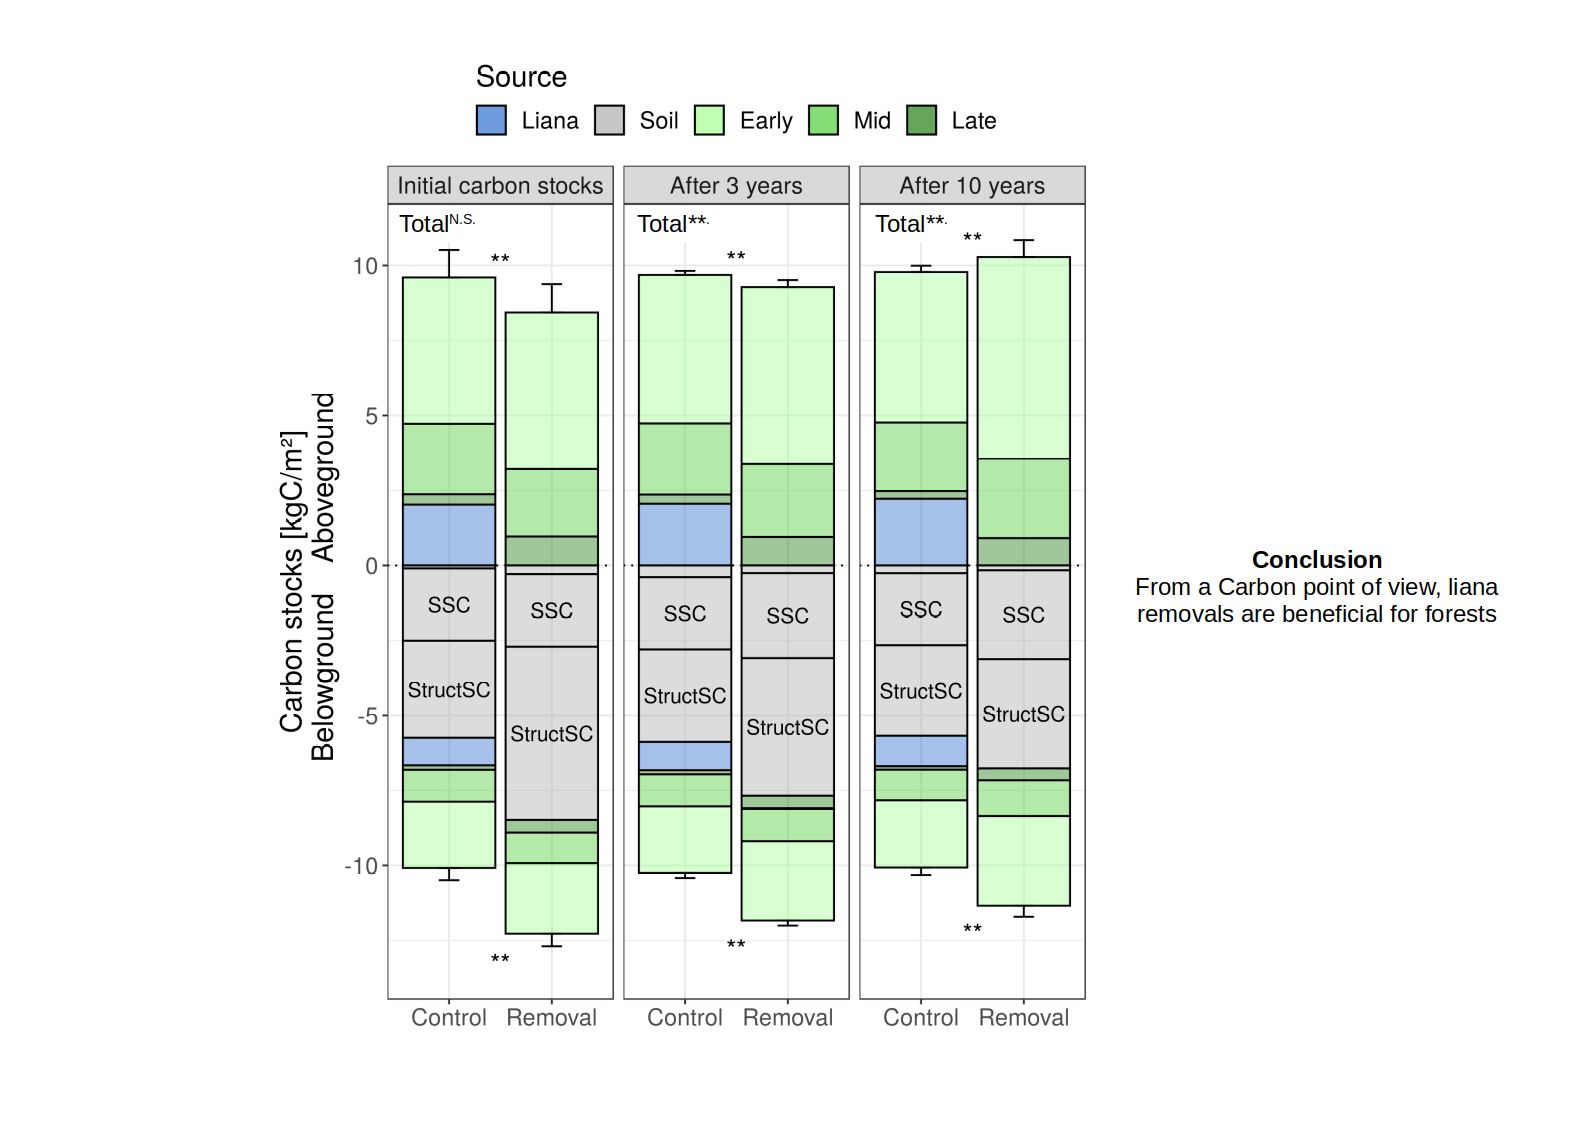 Source
Liana Soil Early Mid Late
Initial carbon stocks After 3 years After 10 years
TotalN.S. Total**. Total**.
** ** **
10
5
0
-5
-10
Carbon stocks [kgC/m²]
Belowground Aboveground
SSC SSC SSC SSC SSC SSC
StructSC StructSC StructSC StructSC StructSC StructSC
** ** **
Control Removal Control Removal Control Removal
Conclusion
From a Carbon point of view, liana
removals are beneficial for forests